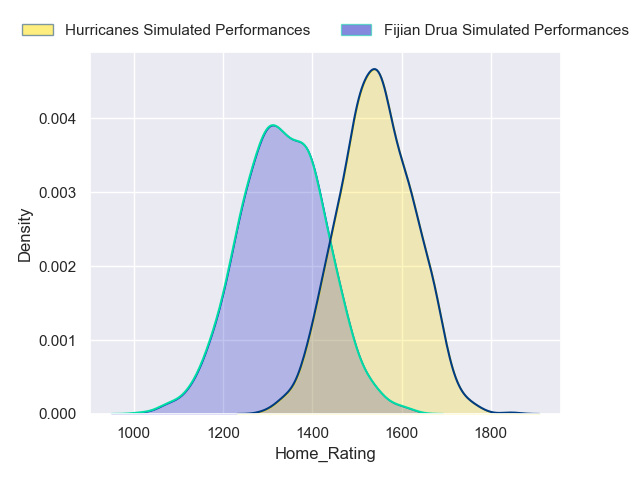 Hurricanes Simulated Performances
Fijian Drua Simulated Performances
0.004
0.003
0.002
0.001
0.000
Density
1000 1200 1400 1600 1800
Home_Rating